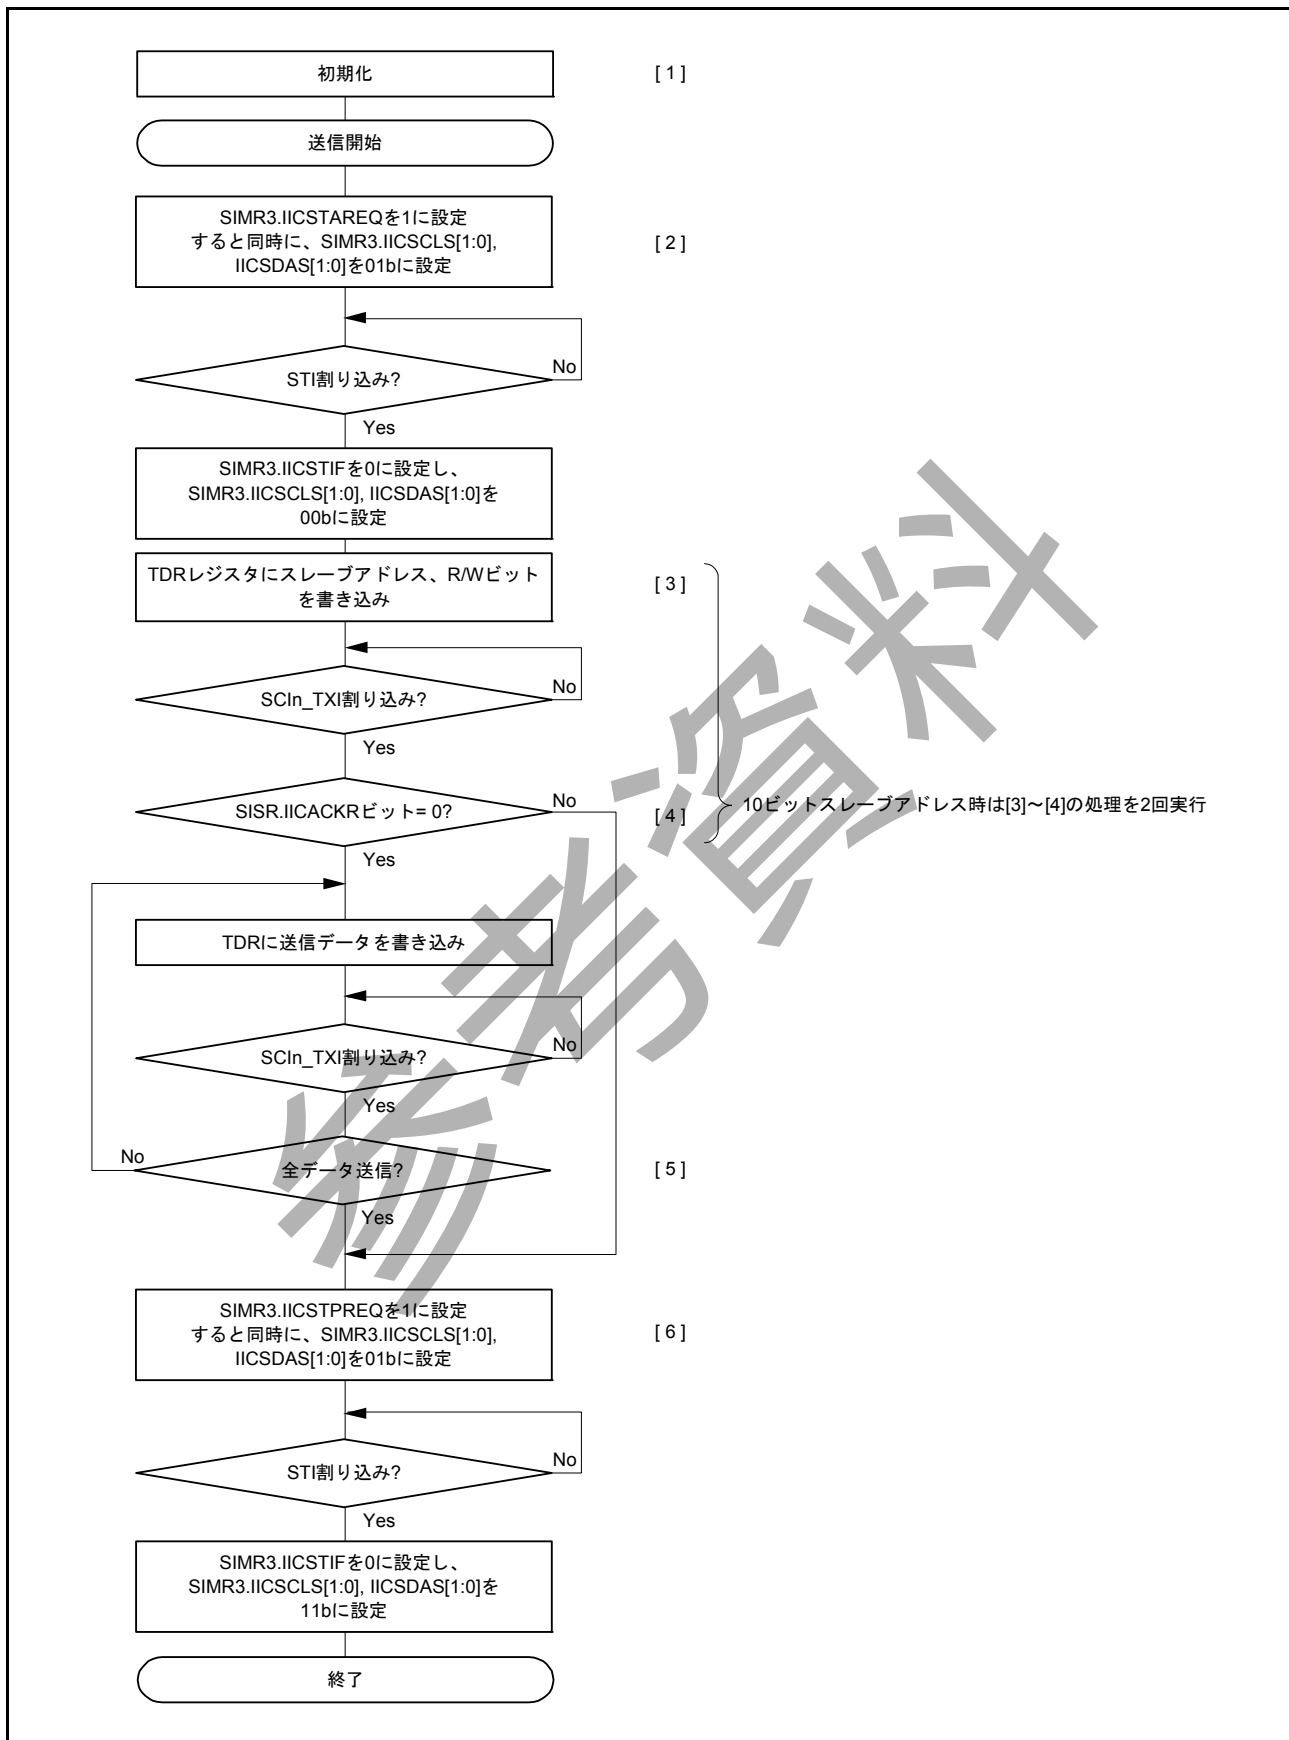 初期化
[ 1 ]
送信開始
SIMR3.IICSTAREQを1に設定
すると同時に、SIMR3.IICSCLS[1:0],
IICSDAS[1:0]を01bに設定
[ 2 ]
STI割り込み?
No
Yes
SIMR3.IICSTIFを0に設定し、
SIMR3.IICSCLS[1:0], IICSDAS[1:0]を
00bに設定
TDRレジスタにスレーブアドレス、R/Wビット
を書き込み
[ 3 ]
SCIn_TXI割り込み?
No
Yes
SISR.IICACKRビット= 0?
No
[ 4 ]
10ビットスレーブアドレス時は[3]～[4]の処理を2回実行
Yes
TDRに送信データを書き込み
SCIn_TXI割り込み?
No
Yes
No
全データ送信?
[ 5 ]
Yes
SIMR3.IICSTPREQを1に設定
すると同時に、SIMR3.IICSCLS[1:0],
IICSDAS[1:0]を01bに設定
[ 6 ]
STI割り込み?
No
Yes
SIMR3.IICSTIFを0に設定し、
SIMR3.IICSCLS[1:0], IICSDAS[1:0]を
11bに設定
終了
参考資料